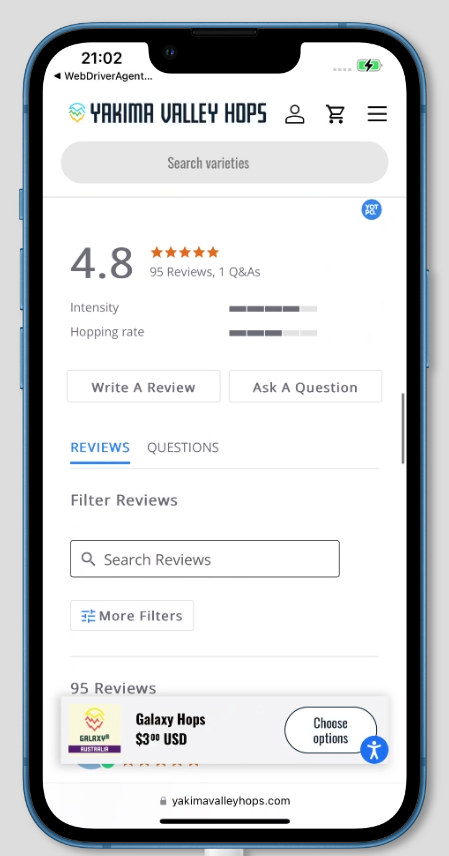 21:02
◀ WebDriverAgent...
YAKIMA VALLEY HOPS
Search varieties
YOT
PO.
4.8
95 Reviews, 1 Q&As
Intensity
Hopping rate
Write A Review
Ask A Question
REVIEWS
QUESTIONS
Filter Reviews
Search Reviews
More Filters
95 Reviews
GALAXY®
AUSTRALIA
Galaxy Hops
$3⁰⁰ USD
Choose
options
yakimavalleyhops.com